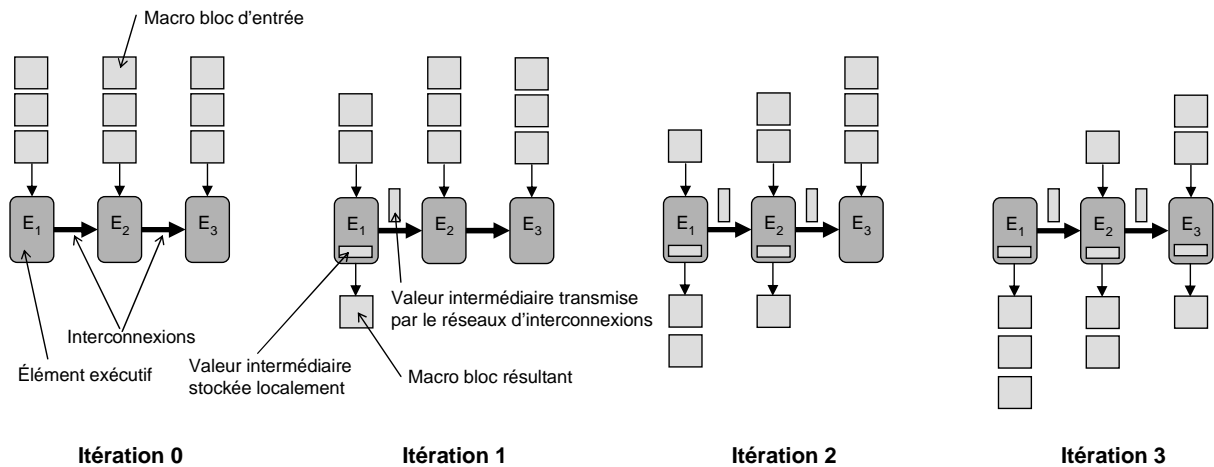 Macro bloc d'entrée
E1
E2
E3
Interconnexions
Élément exécutif
Itération 0
E1
E2
E3
Valeur intermédiaire transmise
par le réseaux d'interconnexions
Valeur intermédiaire
stockée localement
Macro bloc résultant
Itération 1
E1
E2
E3
Itération 2
E1
E2
E3
Itération 3